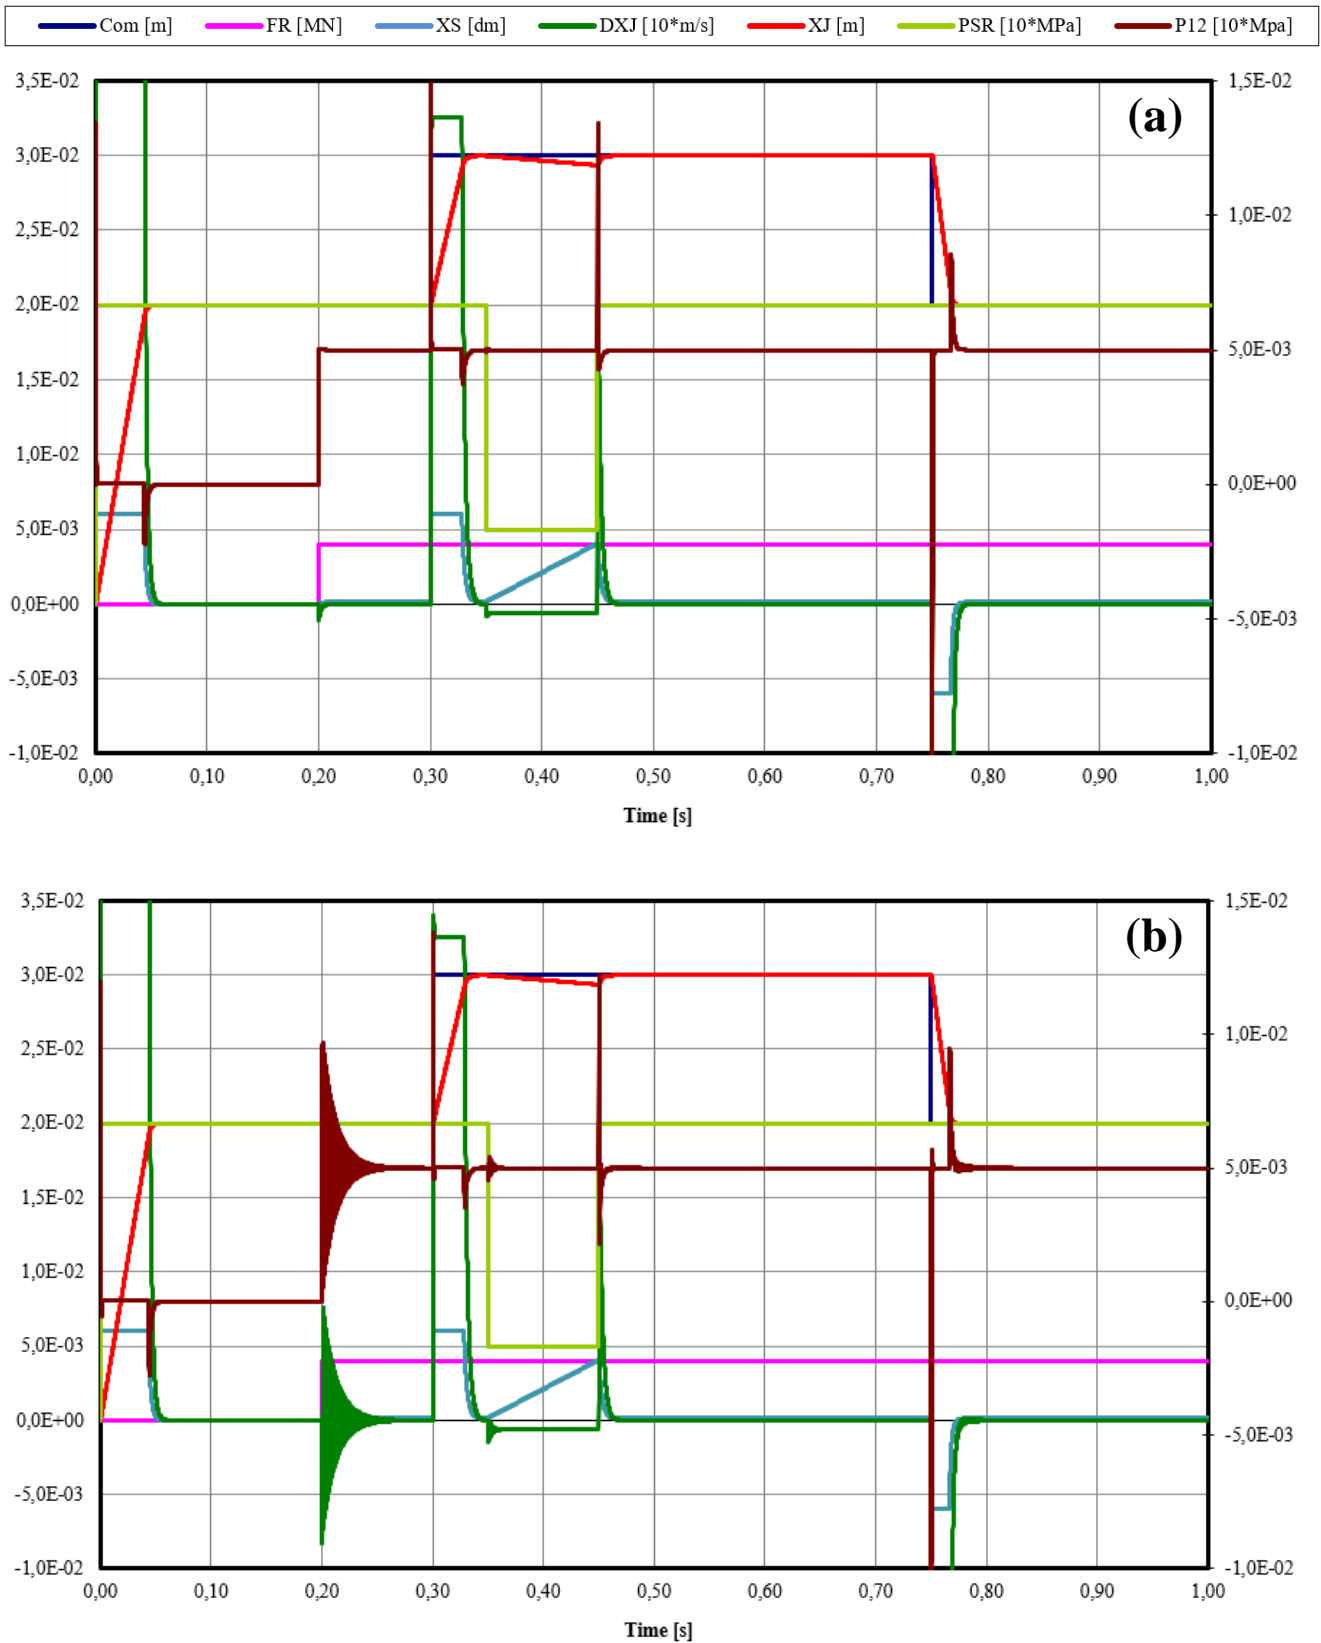 Com [m] FR [MN] XS [dm] DXJ [10*m/s] XJ [m] PSR [10*MPa] P12 [10*Mpa]
3,5E-02 1,5E-02
(a)
3,0E-02
2,5E-02 1,0E-02
2,0E-02
1,5E-02 5,0E-03
1,0E-02
0,0E+00
5,0E-03
0,0E+00
-5,0E-03
-5,0E-03
-1,0E-02 -1,0E-02
0,00 0,10 0,20 0,30 0,40 0,50 0,60 0,70 0,80 0,90 1,00
Time [s]
3,5E-02 1,5E-02
(b)
3,0E-02
2,5E-02 1,0E-02
2,0E-02
5,0E-03
1,5E-02
1,0E-02
0,0E+00
5,0E-03
0,0E+00
-5,0E-03
-5,0E-03
-1,0E-02 -1,0E-02
0,00 0,10 0,20 0,30 0,40 0,50 0,60 0,70 0,80 0,90 1,00
Time [s]